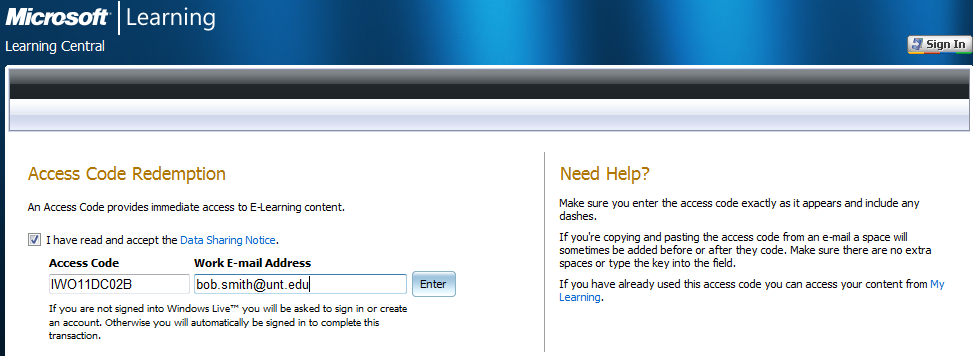 Microsoft Learning
Learning Central
Sign In
Access Code Redemption
An Access Code provides immediate access to E-Learning content.
I have read and accept the Data Sharing Notice.
Access Code Work E-mail Address
IWO11DC02B bob.smith@unt.edu Enter
If you are not signed into Windows Live™ you will be asked to sign in or create
an account. Otherwise you will automatically be signed in to complete this
transaction.
Need Help?
Make sure you enter the access code exactly as it appears and include any
dashes.
If you're copying and pasting the access code from an e-mail a space will
sometimes be added before or after they code. Make sure there are no extra
spaces or type the key into the field.
If you have already used this access code you can access your content from My
Learning.